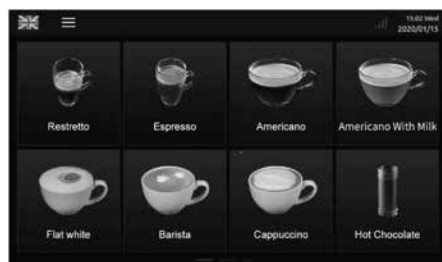 15:02 Wed
2020/01/15
Restretto
Espresso
Americano
Americano With Milk
Flat white
Barista
Cappuccino
Hot Chocolate